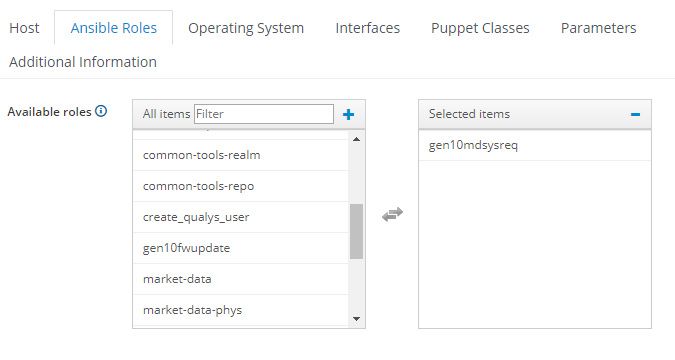 Host Ansible Roles Operating System Interfaces Puppet Classes Parameters
Additional Information
Available roles All items Filter Selected items
gen10mdsysreq
common-tools-realm
common-tools-repo
create_qualys_user
gen10fwupdate
market-data
market-data-phys